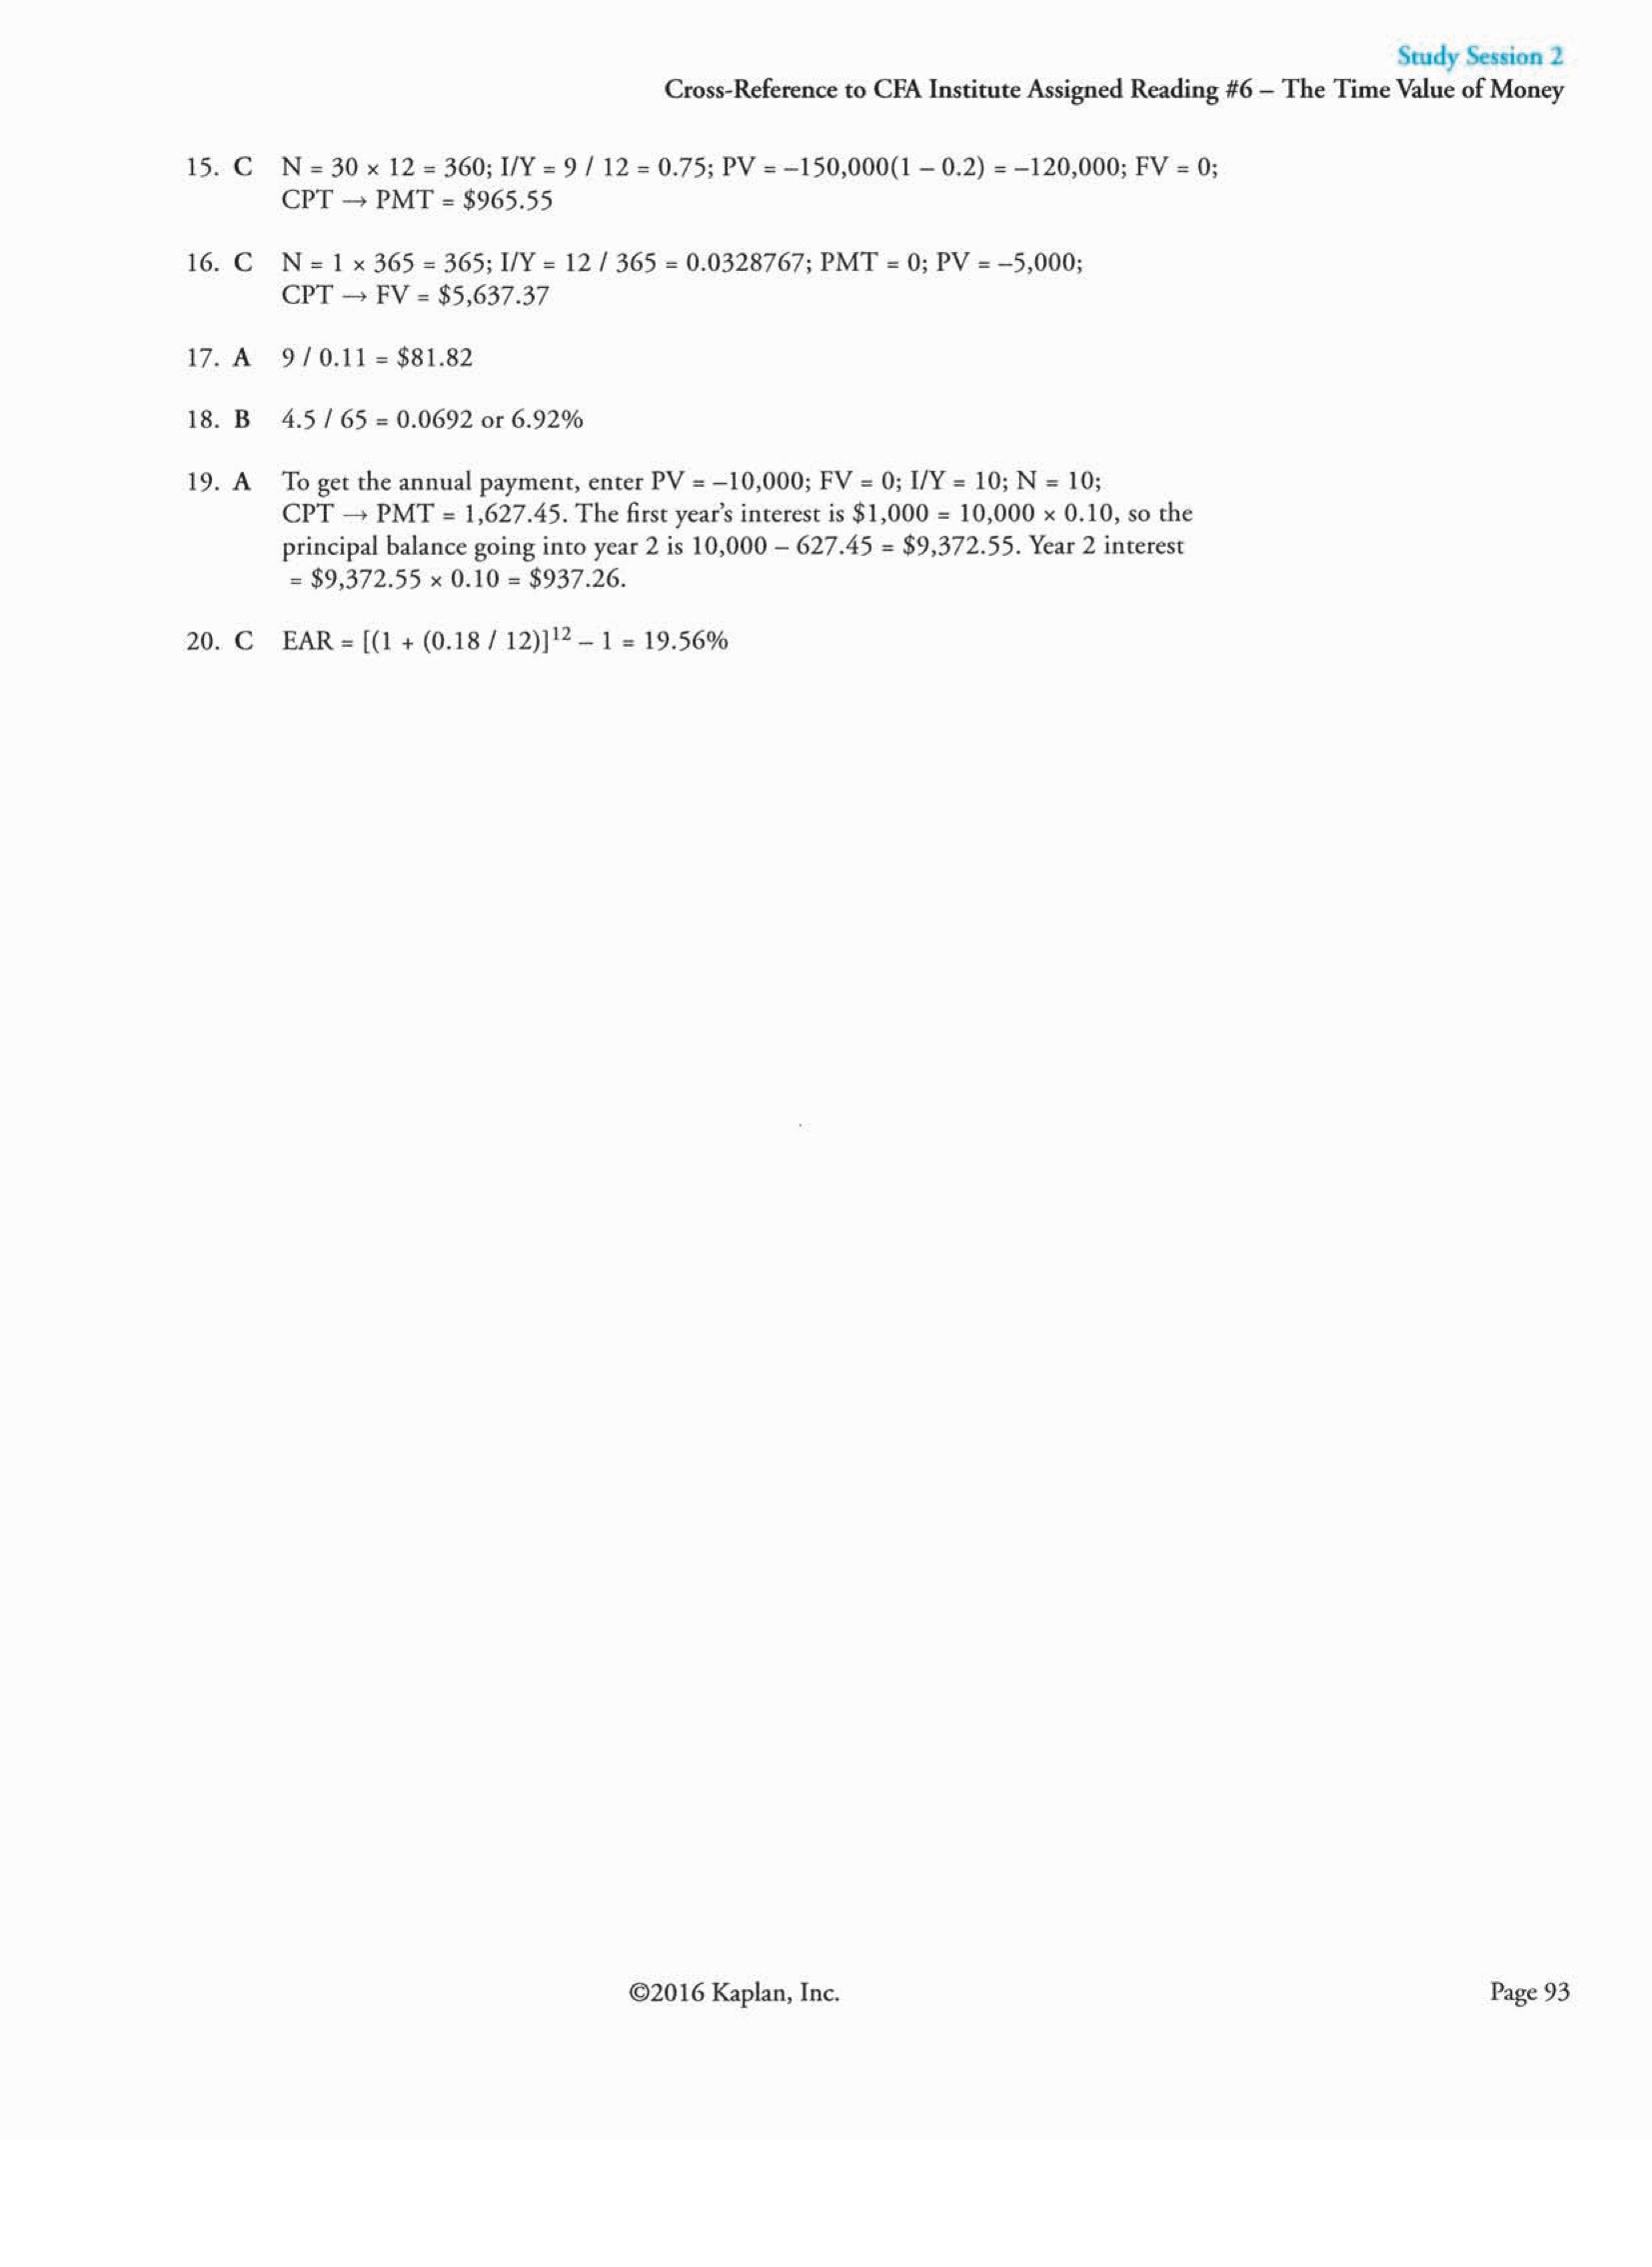 Study Session 2
Cross-Reference to CFA Institute Assigned Reading #6 – The Time Value of Money
15. C N = 30 × 12 = 360; I/Y = 9 / 12 = 0.75; PV = –150,000(1 – 0.2) = –120,000; FV = 0;
CPT → PMT = $965.55
16. C N = 1 × 365 = 365; I/Y = 12 / 365 = 0.0328767; PMT = 0; PV = –5,000;
CPT → FV = $5,637.37
17. A 9 / 0.11 = $81.82
18. B 4.5 / 65 = 0.0692 or 6.92%
19. A To get the annual payment, enter PV = –10,000; FV = 0; I/Y = 10; N = 10;
CPT → PMT = 1,627.45. The first year's interest is $1,000 = 10,000 × 0.10, so the
principal balance going into year 2 is 10,000 – 627.45 = $9,372.55. Year 2 interest
= $9,372.55 × 0.10 = $937.26.
20. C EAR = [(1 + (0.18 / 12)]¹² – 1 = 19.56%
©2016 Kaplan, Inc.
Page 93